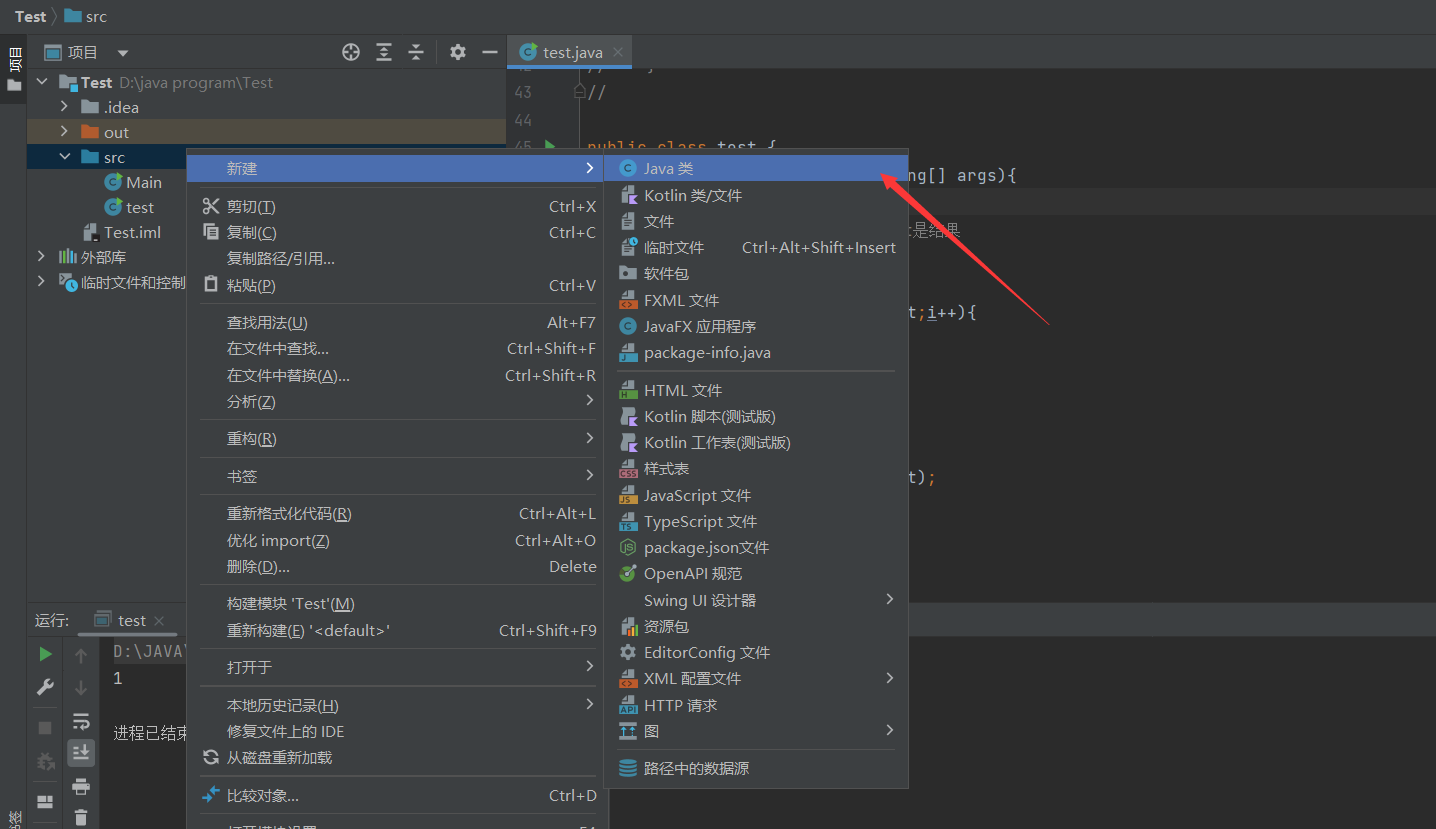 Test
src
项目
项目
test.java
Test D:\java program\Test
.idea
out
src
Main
test
Test.iml
外部库
临时文件和控制
43 //
44
45 public class test {
ng[] args){
是结果
t;i++){
t);
新建
剪切(T) Ctrl+X
复制(C) Ctrl+C
复制路径/引用...
粘贴(P) Ctrl+V
查找用法(U) Alt+F7
在文件中查找... Ctrl+Shift+F
在文件中替换(A)... Ctrl+Shift+R
分析(Z)
重构(R)
书签
重新格式化代码(R) Ctrl+Alt+L
优化 import(Z) Ctrl+Alt+O
删除(D)... Delete
构建模块 'Test'(M)
重新构建(E) '<default>' Ctrl+Shift+F9
打开于
本地历史记录(H)
修复文件上的 IDE
从磁盘重新加载
比较对象... Ctrl+D
Java 类
Kotlin 类/文件
文件
临时文件 Ctrl+Alt+Shift+Insert
软件包
FXML 文件
JavaFX 应用程序
package-info.java
HTML 文件
Kotlin 脚本(测试版)
Kotlin 工作表(测试版)
样式表
JavaScript 文件
TypeScript 文件
package.json文件
OpenAPI 规范
Swing UI 设计器
资源包
EditorConfig 文件
XML 配置文件
HTTP 请求
图
路径中的数据源
运行: test
D:\JAVA\
1
进程已结束